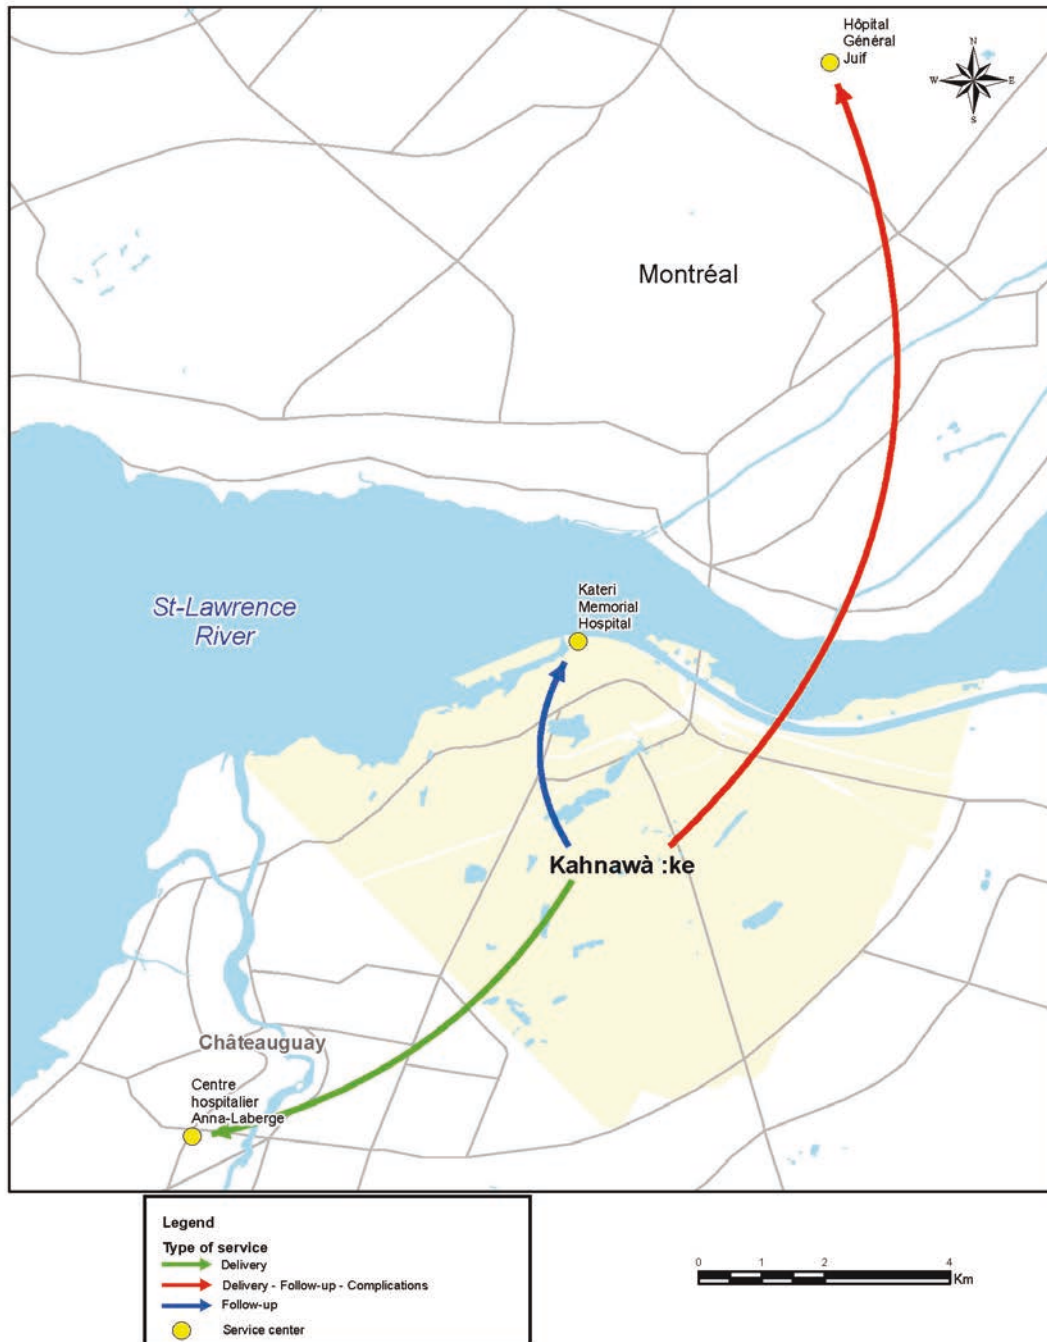 Hôpital
Général
Juif
N
W
E
S
Montréal
Kateri
Memorial
Hospital
St-Lawrence
River
Kahnawà :ke
Châteauguay
Centre
hospitalier
Anna-Laberge
Legend
Type of service
Delivery
Delivery - Follow-up - Complications
Follow-up
Service center
0 1 2 4
Km